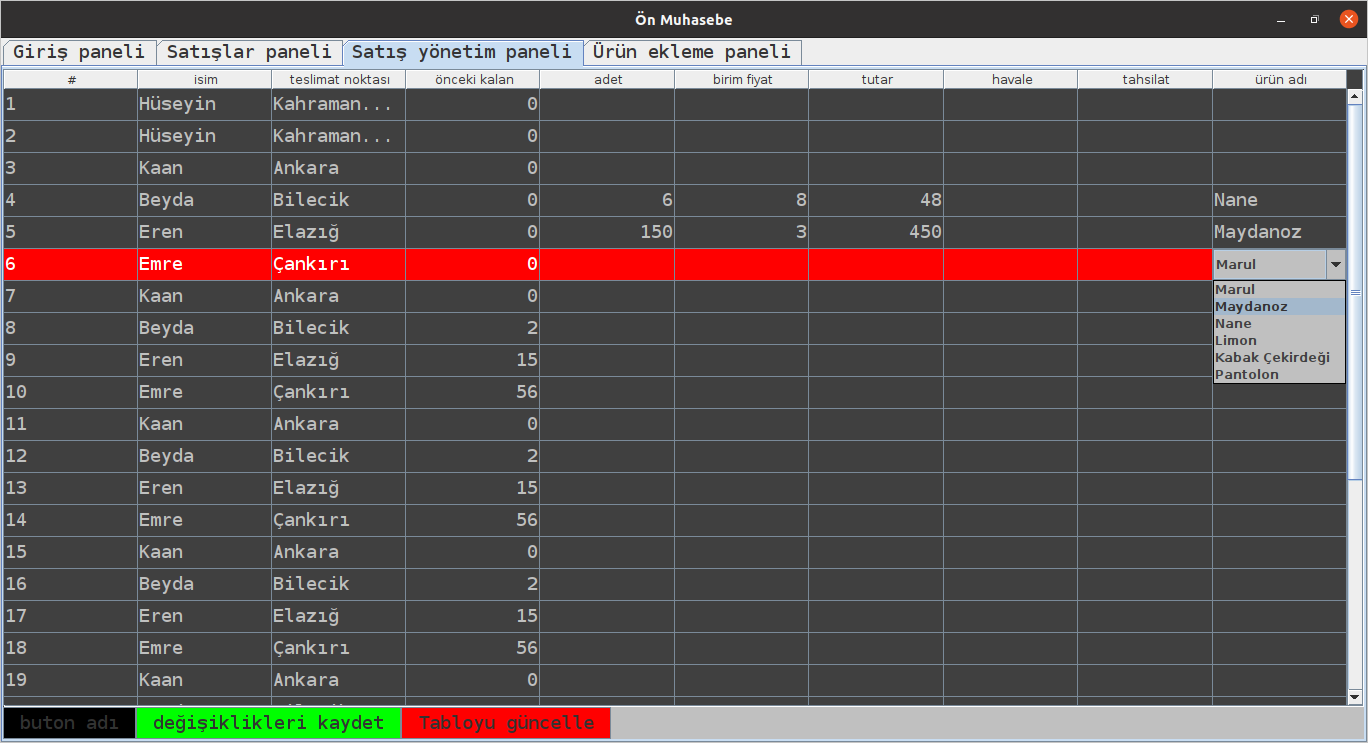 Ön Muhasebe
Giriş paneli Satışlar paneli Satış yönetim paneli Ürün ekleme paneli
# isim teslimat noktası önceki kalan adet birim fiyat tutar havale tahsilat ürün adı
1 Hüseyin Kahraman... 0
2 Hüseyin Kahraman... 0
3 Kaan Ankara 0
4 Beyda Bilecik 0 6 8 48 Nane
5 Eren Elazığ 0 150 3 450 Maydanoz
6 Emre Çankırı 0 Marul
Marul
Maydanoz
Nane
Limon
Kabak Çekirdeği
Pantolon
7 Kaan Ankara 0
8 Beyda Bilecik 2
9 Eren Elazığ 15
10 Emre Çankırı 56
11 Kaan Ankara 0
12 Beyda Bilecik 2
13 Eren Elazığ 15
14 Emre Çankırı 56
15 Kaan Ankara 0
16 Beyda Bilecik 2
17 Eren Elazığ 15
18 Emre Çankırı 56
19 Kaan Ankara 0
buton adı değişiklikleri kaydet Tabloyu güncelle